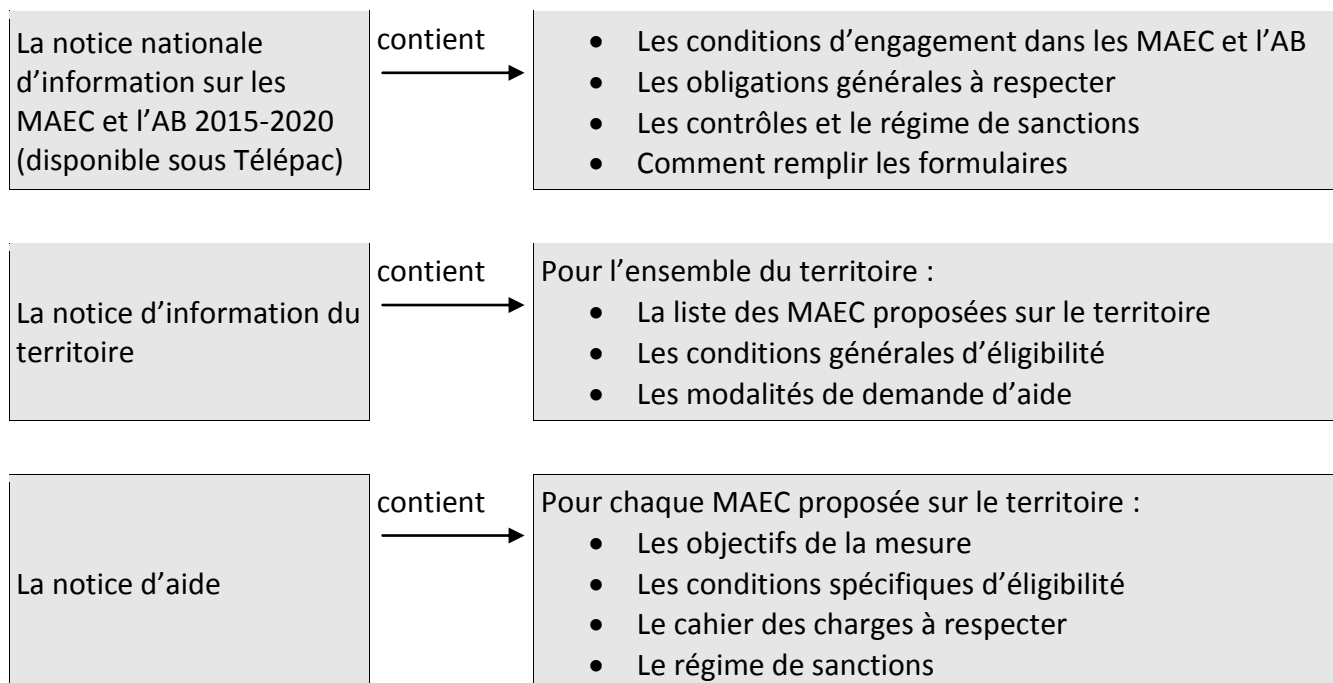 La notice nationale
d'information sur les
MAEC et l'AB 2015-2020
(disponible sous Télépac)
contient
• Les conditions d'engagement dans les MAEC et l'AB
• Les obligations générales à respecter
• Les contrôles et le régime de sanctions
• Comment remplir les formulaires
La notice d'information du
territoire
contient
Pour l'ensemble du territoire :
• La liste des MAEC proposées sur le territoire
• Les conditions générales d'éligibilité
• Les modalités de demande d'aide
La notice d'aide
contient
Pour chaque MAEC proposée sur le territoire :
• Les objectifs de la mesure
• Les conditions spécifiques d'éligibilité
• Le cahier des charges à respecter
• Le régime de sanctions